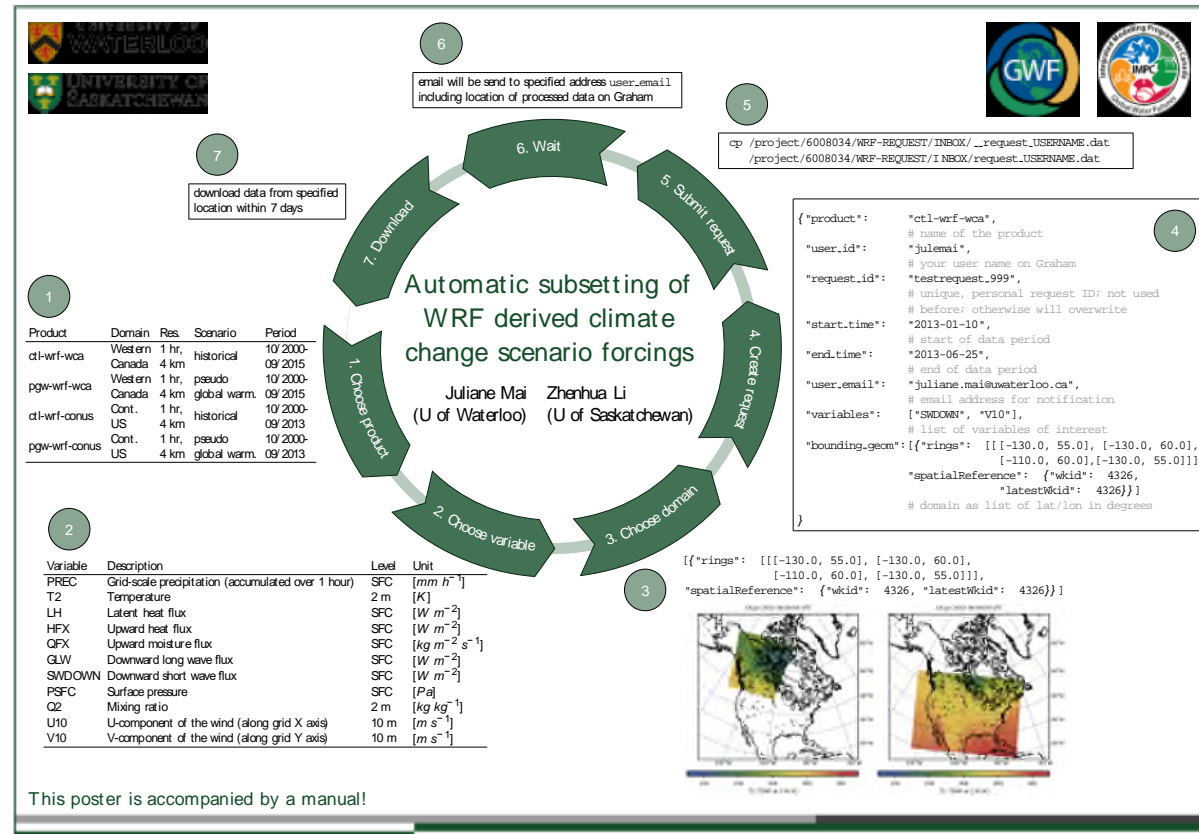 UNIVERSITY OF
WATERLOO
UNIVERSITY OF
SASKATCHEWAN
GWF
Integrated Modelling Program for Canada
IMPC
Global Water Futures
Automatic subsetting of
WRF derived climate
change scenario forcings
Juliane Mai Zhenhua Li
(U of Waterloo) (U of Saskatchewan)
1. Choose product
2. Choose variable
3. Choose domain
4. Create request
5. Submit request
6. Wait
7. Download
1
Product Domain Res. Scenario Period
ctl-wrf-wca Western Canada 1 hr, 4 km historical 10/2000-09/2015
pgw-wrf-wca Western Canada 1 hr, 4 km pseudo global warm. 10/2000-09/2015
ctl-wrf-conus Cont. US 1 hr, 4 km historical 10/2000-09/2013
pgw-wrf-conus Cont. US 1 hr, 4 km pseudo global warm. 10/2000-09/2013
2
Variable Description Level Unit
PREC Grid-scale precipitation (accumulated over 1 hour) SFC [mm h⁻¹]
T2 Temperature 2 m [K]
LH Latent heat flux SFC [W m⁻²]
HFX Upward heat flux SFC [W m⁻²]
QFX Upward moisture flux SFC [kg m⁻² s⁻¹]
GLW Downward long wave flux SFC [W m⁻²]
SWDOWN Downward short wave flux SFC [W m⁻²]
PSFC Surface pressure SFC [Pa]
Q2 Mixing ratio 2 m [kg kg⁻¹]
U10 U-component of the wind (along grid X axis) 10 m [m s⁻¹]
V10 V-component of the wind (along grid Y axis) 10 m [m s⁻¹]
3
[{"rings": [[[-130.0, 55.0], [-130.0, 60.0],
[-110.0, 60.0], [-130.0, 55.0]]],
"spatialReference": {"wkid": 4326, "latestWkid": 4326}}]
4
{"product": "ctl-wrf-wca",
# name of the product
"user_id": "julemai",
# your user name on Graham
"request_id": "testrequest_999",
# unique, personal request ID; not used
# before; otherwise will overwrite
"start_time": "2013-01-10",
# start of data period
"end_time": "2013-06-25",
# end of data period
"user_email": "juliane.mai@uwaterloo.ca",
# email address for notification
"variables": ["SWDOWN", "V10"],
# list of variables of interest
"bounding_geom":[{"rings": [[[-130.0, 55.0], [-130.0, 60.0],
[-110.0, 60.0],[-130.0, 55.0]]]
"spatialReference": {"wkid": 4326,
"latestWkid": 4326}}]
# domain as list of lat/lon in degrees
}
5
cp /project/6008034/WRF-REQUEST/INBOX/__request_USERNAME.dat
/project/6008034/WRF-REQUEST/INBOX/request_USERNAME.dat
6
email will be send to specified address user_email
including location of processed data on Graham
7
download data from specified
location within 7 days
This poster is accompanied by a manual!